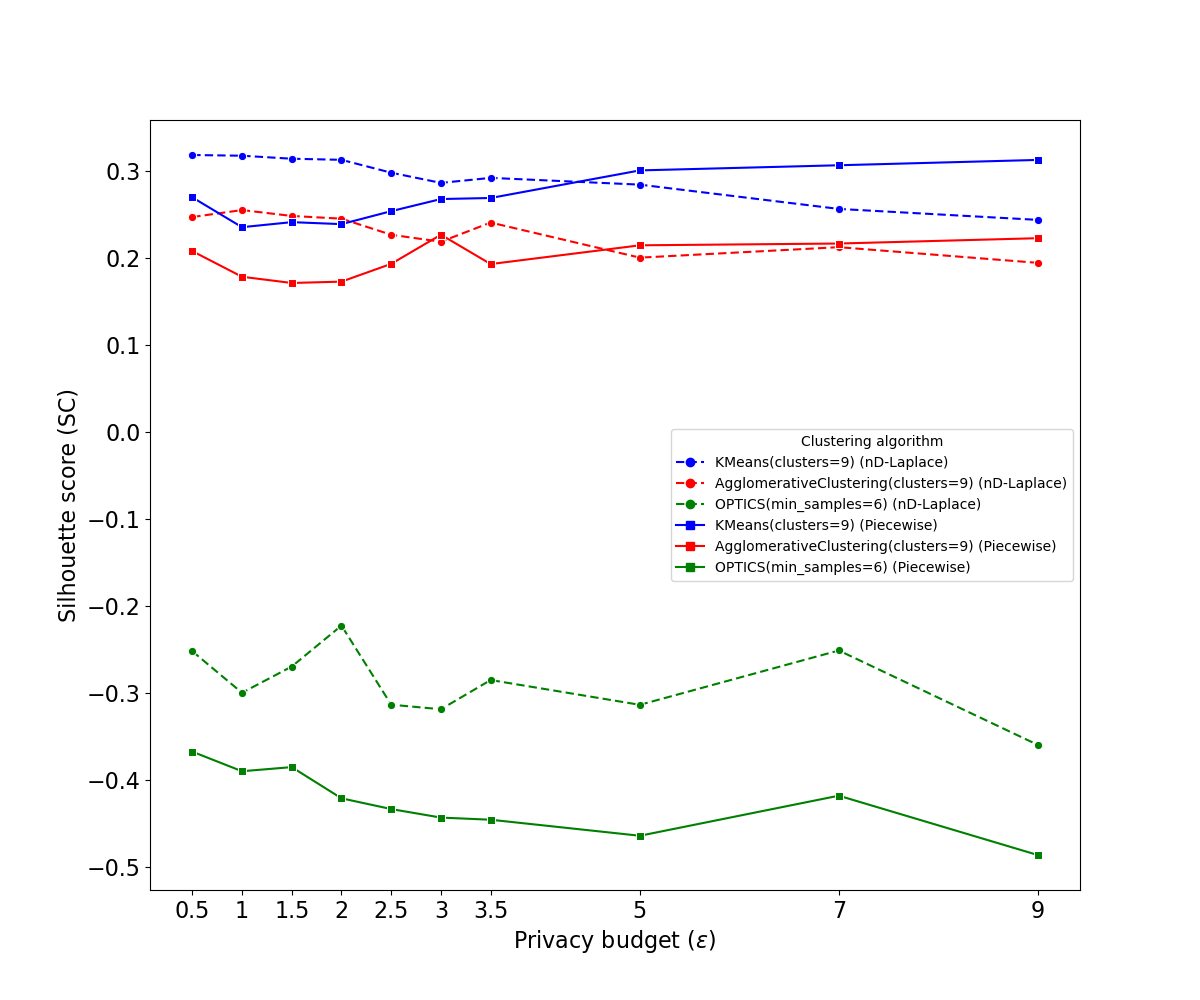 0.3
0.2
0.1
0.0
−0.1
−0.2
−0.3
−0.4
−0.5
Silhouette score (SC)
Clustering algorithm
KMeans(clusters=9) (nD-Laplace)
AgglomerativeClustering(clusters=9) (nD-Laplace)
OPTICS(min_samples=6) (nD-Laplace)
KMeans(clusters=9) (Piecewise)
AgglomerativeClustering(clusters=9) (Piecewise)
OPTICS(min_samples=6) (Piecewise)
0.5 1 1.5 2 2.5 3 3.5 5 7 9
Privacy budget (ε)